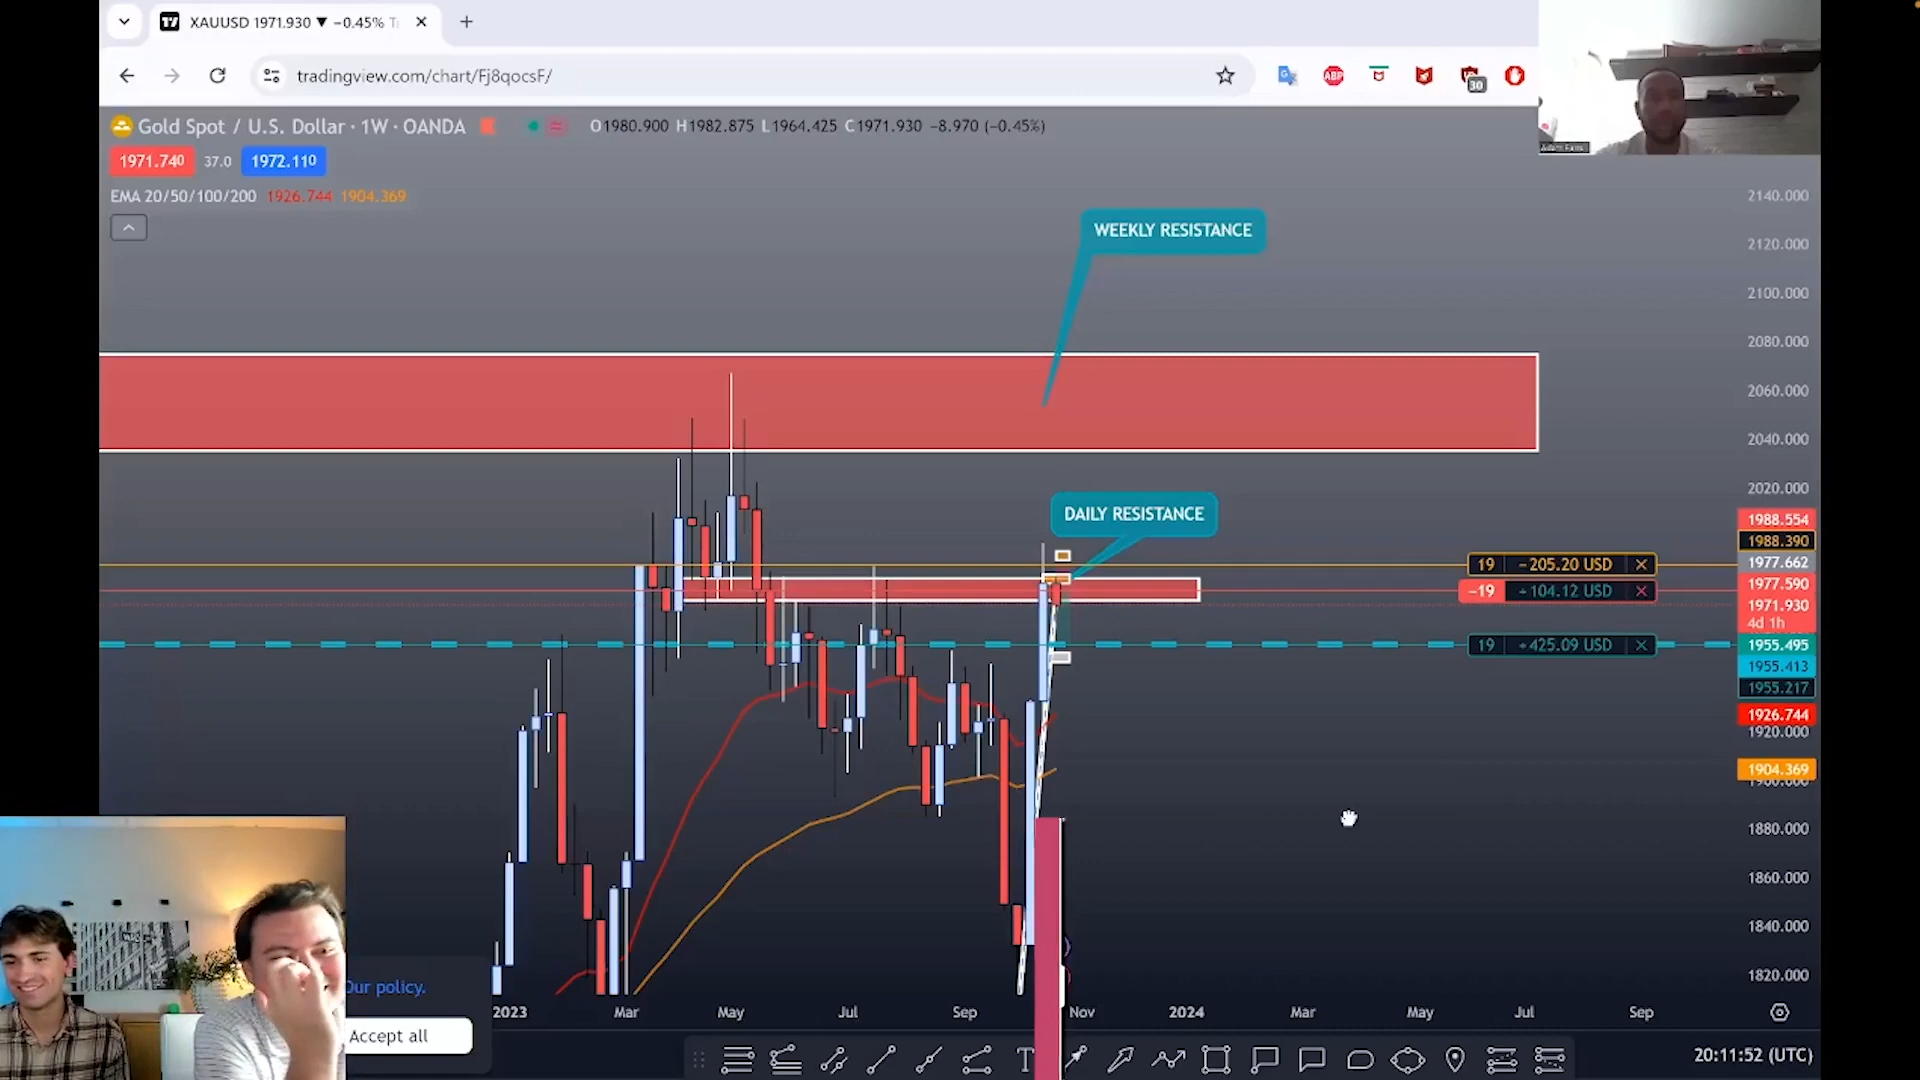 XAUUSD 1971.930 ▼ −0.45%
tradingview.com/chart/Fj8qocsF/
ABP
30
Gold Spot / U.S. Dollar · 1W · OANDA
O1980.900 H1982.875 L1964.425 C1971.930 −8.970 (−0.45%)
1971.740 37.0 1972.110
EMA 20/50/100/200 1926.744 1904.369
WEEKLY RESISTANCE
DAILY RESISTANCE
2140.000
2120.000
2100.000
2080.000
2060.000
2040.000
2020.000
1988.554
1988.390
1977.662
1977.590
1971.930
4d 1h
1955.495
1955.413
1955.217
1926.744
1920.000
1904.369
1880.000
1860.000
1840.000
1820.000
19 −205.20 USD
−19 +104.12 USD
19 +425.09 USD
2023 Mar May Jul Sep Nov 2024 Mar May Jul Sep
Our policy.
Accept all
20:11:52 (UTC)